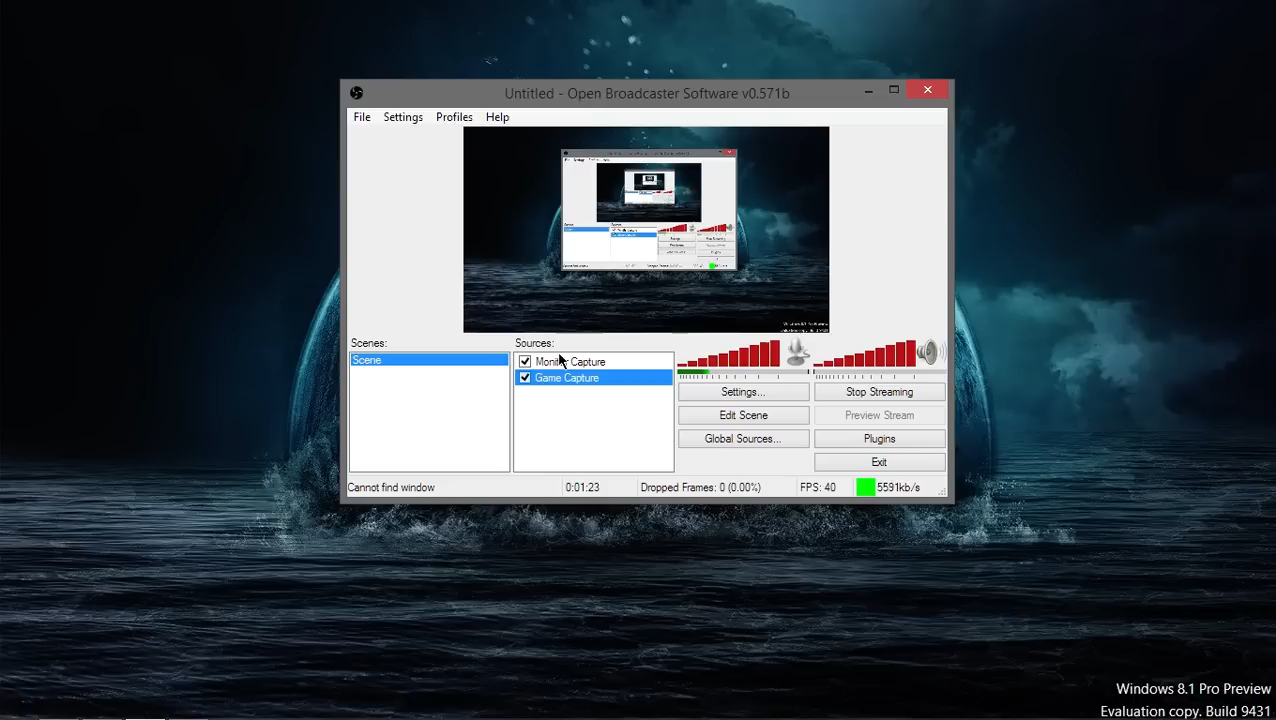 Untitled - Open Broadcaster Software v0.571b
File Settings Profiles Help
Scenes:
Scene
Sources:
Monitor Capture
Game Capture
Settings...
Stop Streaming
Edit Scene
Preview Stream
Global Sources...
Plugins
Exit
Cannot find window
0:01:23
Dropped Frames: 0 (0.00%)
FPS: 40
5591kb/s
Windows 8.1 Pro Preview
Evaluation copy. Build 9431